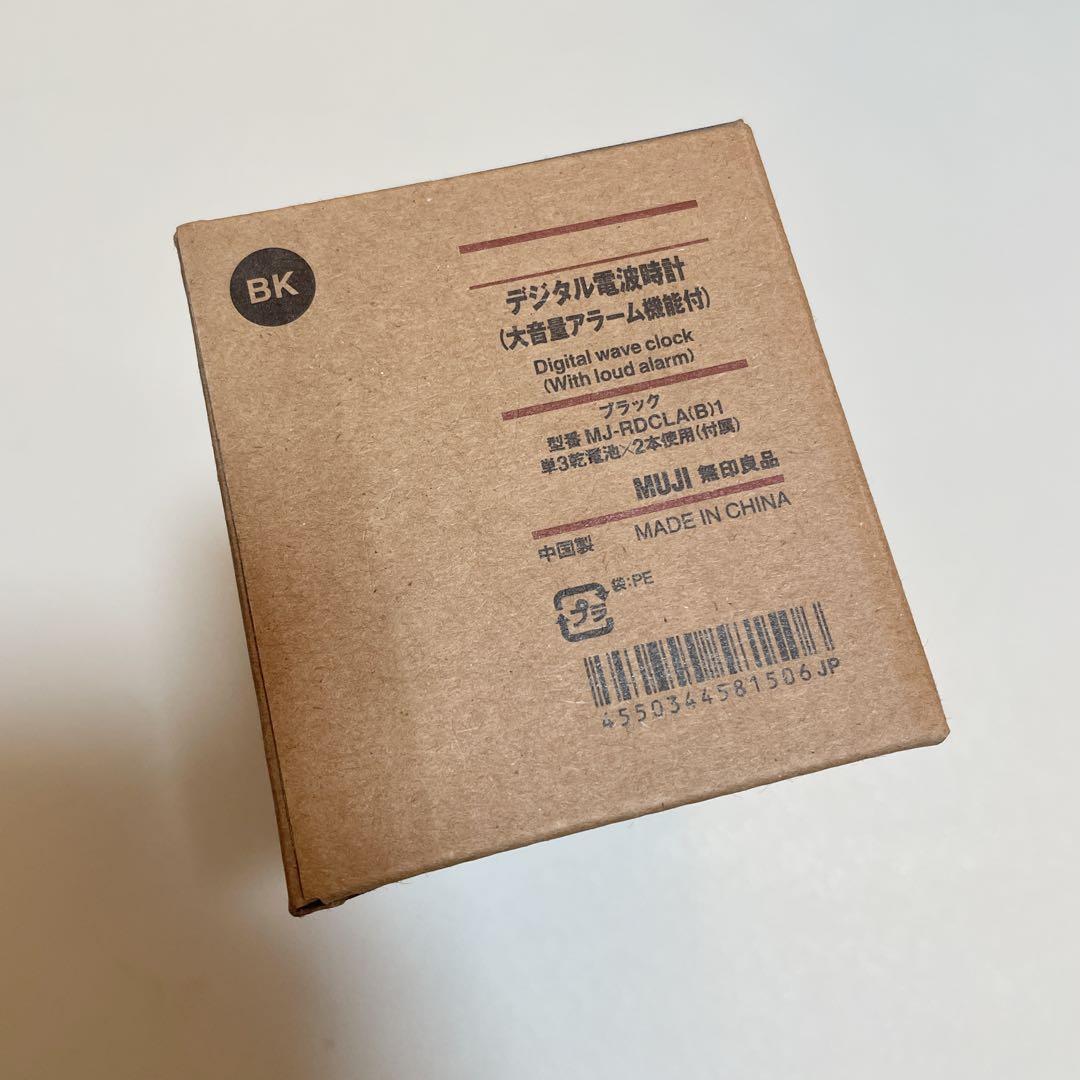 BK
デジタル電波時計
(大音量アラーム機能付)
Digital wave clock
(With loud alarm)
ブラック
型番 MJ-RDCLA(B)1
単3乾電池×2本使用(付属)
MUJI 無印良品
中国製 MADE IN CHINA
プラ 袋:PE
4550344581506JP